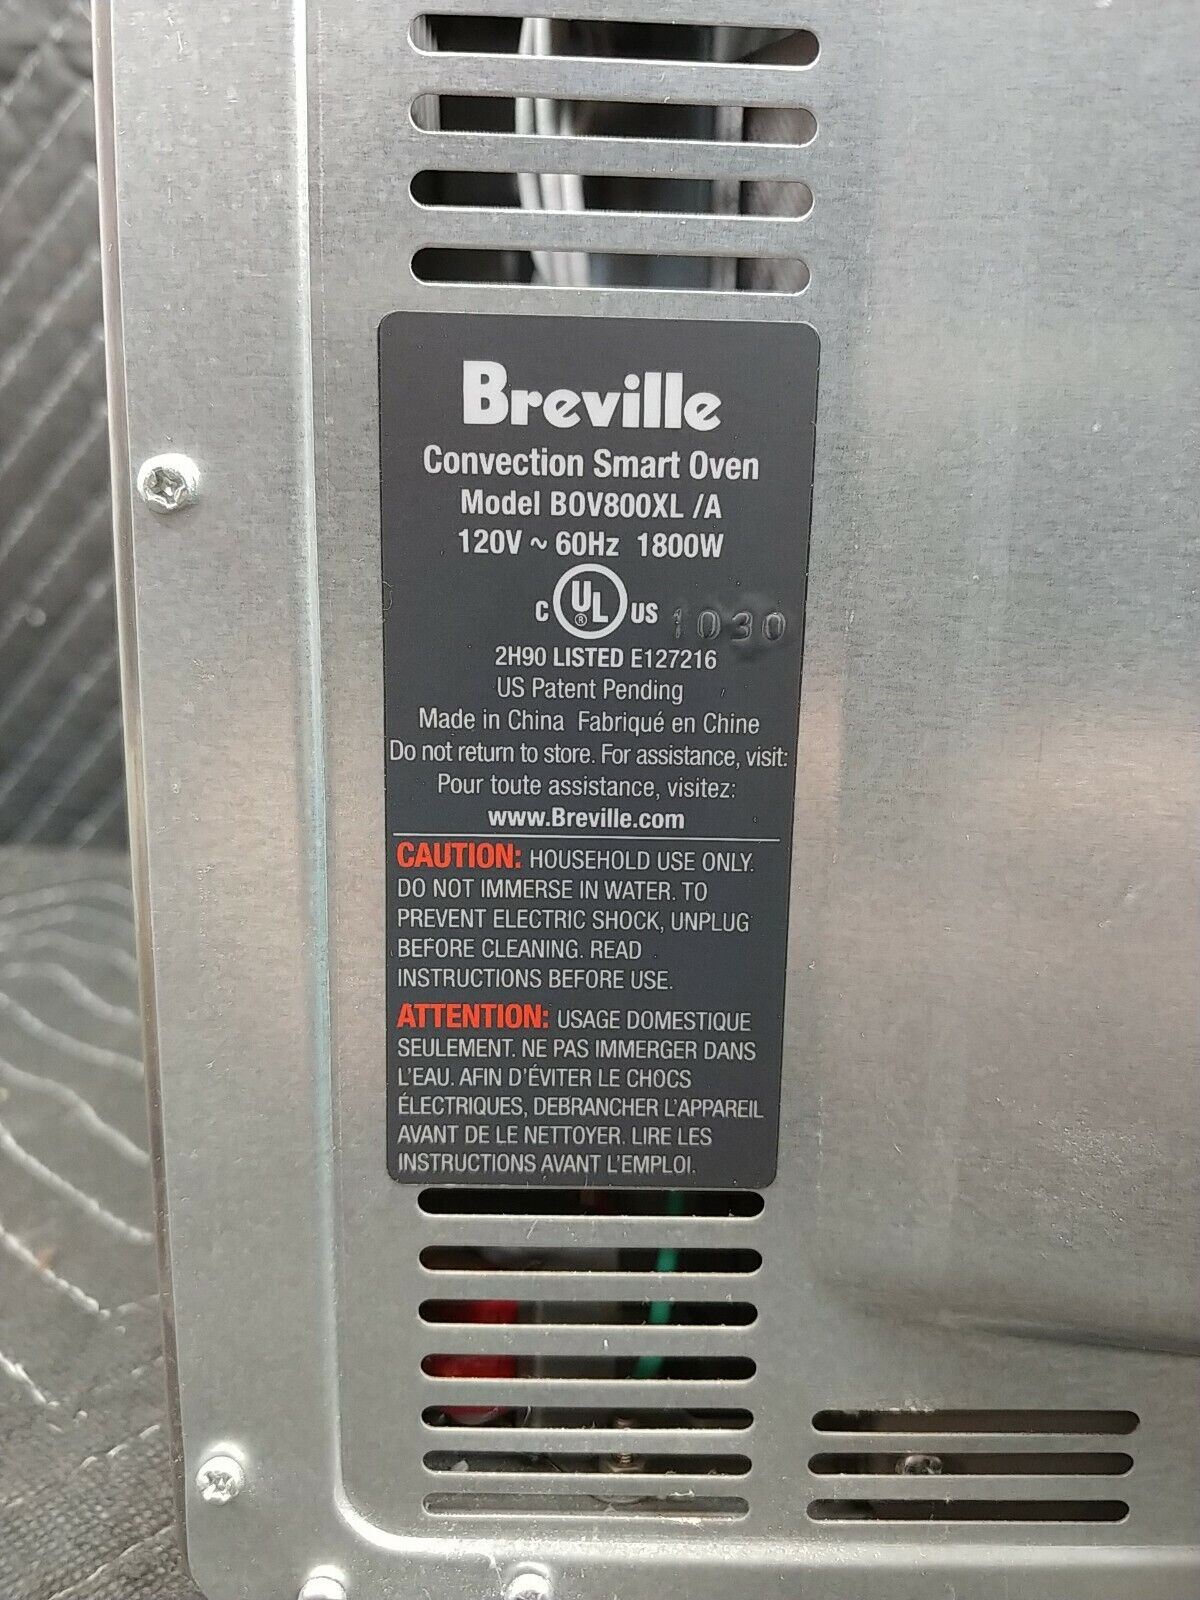 Breville
Convection Smart Oven
Model BOV800XL /A
120V ~ 60Hz 1800W
C UL ® US 1030
2H90 LISTED E127216
US Patent Pending
Made in China Fabriqué en Chine
Do not return to store. For assistance, visit:
Pour toute assistance, visitez:
www.Breville.com
CAUTION: HOUSEHOLD USE ONLY.
DO NOT IMMERSE IN WATER. TO
PREVENT ELECTRIC SHOCK, UNPLUG
BEFORE CLEANING. READ
INSTRUCTIONS BEFORE USE.
ATTENTION: USAGE DOMESTIQUE
SEULEMENT. NE PAS IMMERGER DANS
L'EAU. AFIN D'ÉVITER LE CHOCS
ÉLECTRIQUES, DEBRANCHER L'APPAREIL
AVANT DE LE NETTOYER. LIRE LES
INSTRUCTIONS AVANT L'EMPLOI.